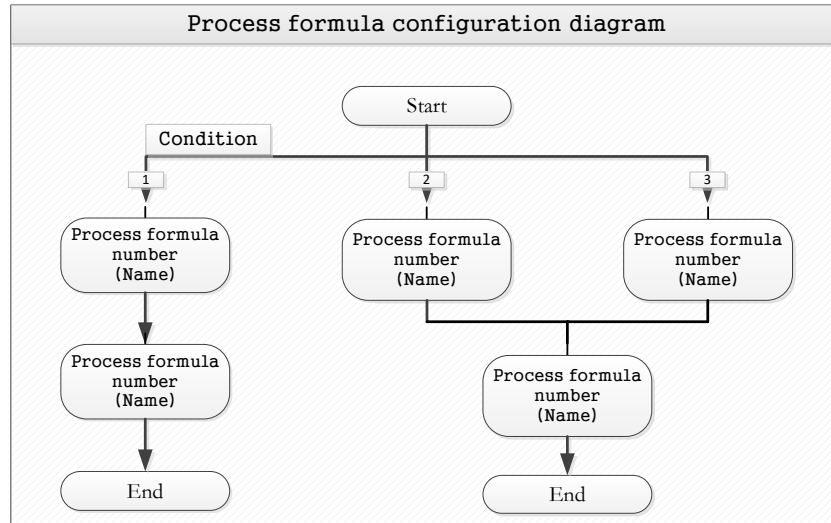 Process formula configuration diagram
Start
Condition
1
2
3
Process formula
number
(Name)
Process formula
number
(Name)
Process formula
number
(Name)
Process formula
number
(Name)
Process formula
number
(Name)
End
End